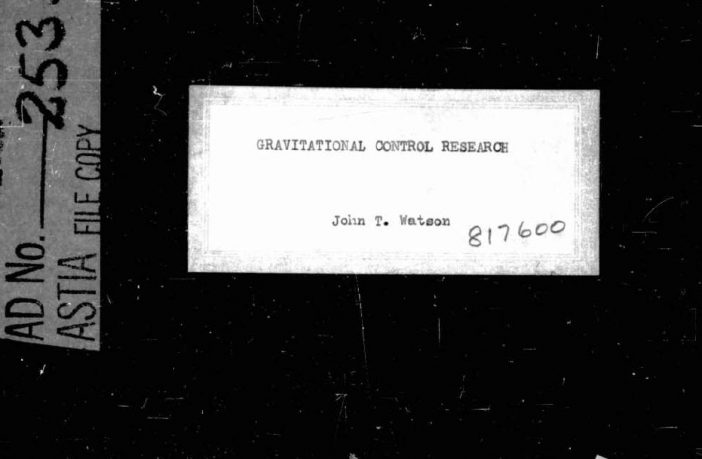 AD No. 253
ASTIA FILE COPY
GRAVITATIONAL CONTROL RESEARCH
John T. Watson
817600